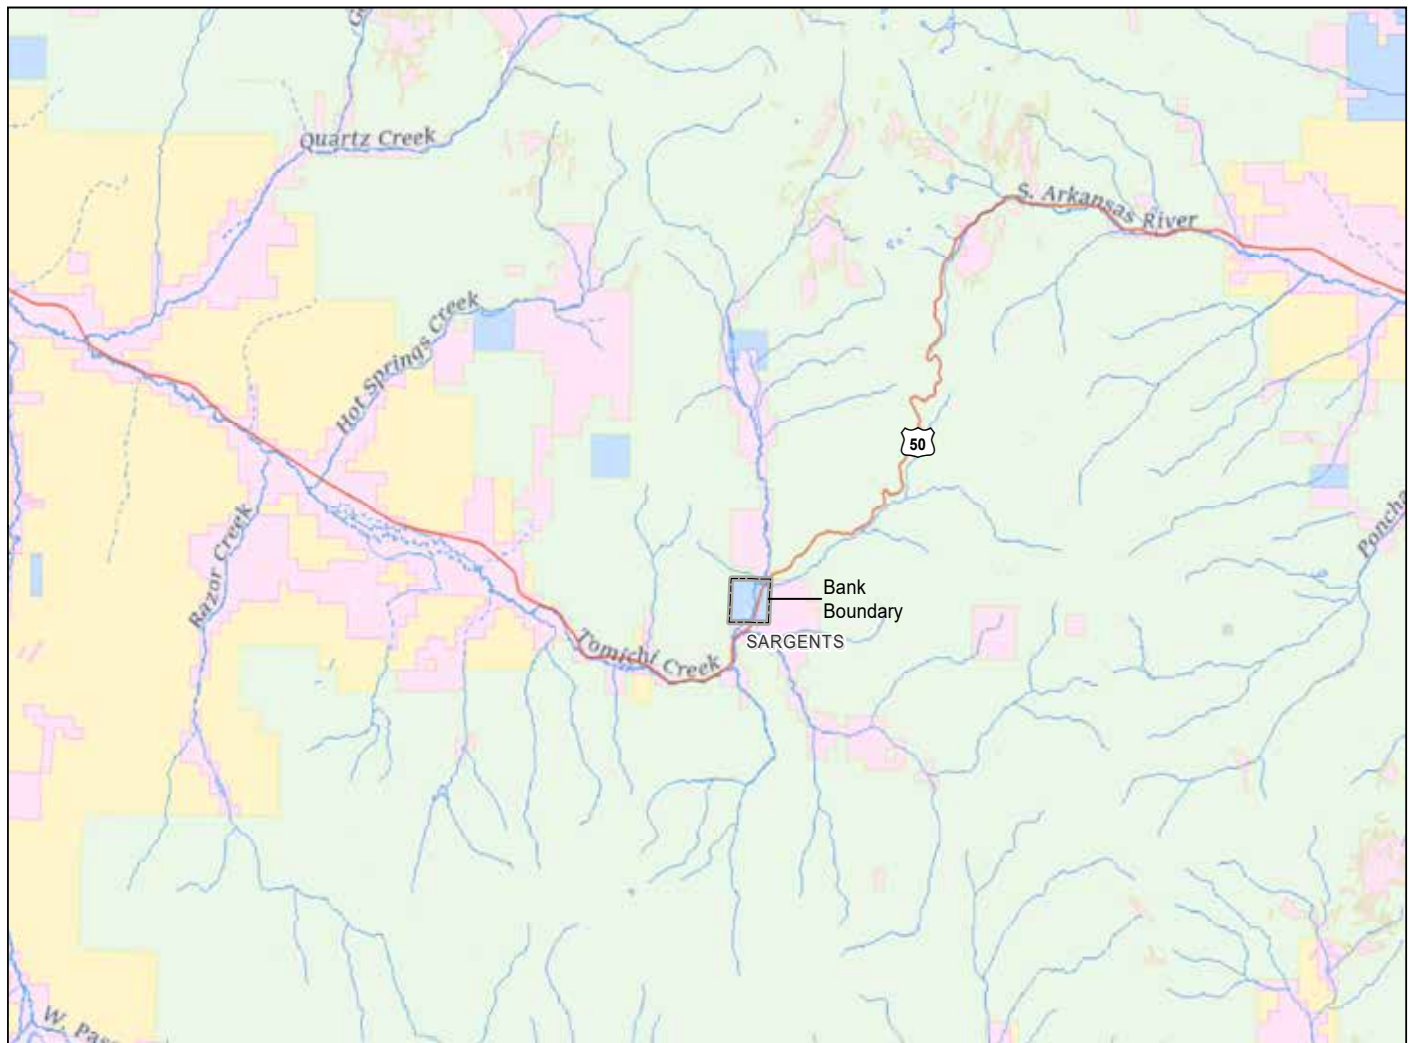 Quartz Creek
S. Arkansas River
Hot Springs Creek
50
Razor Creek
Bank
Boundary
SARGENTS
Tomichi Creek